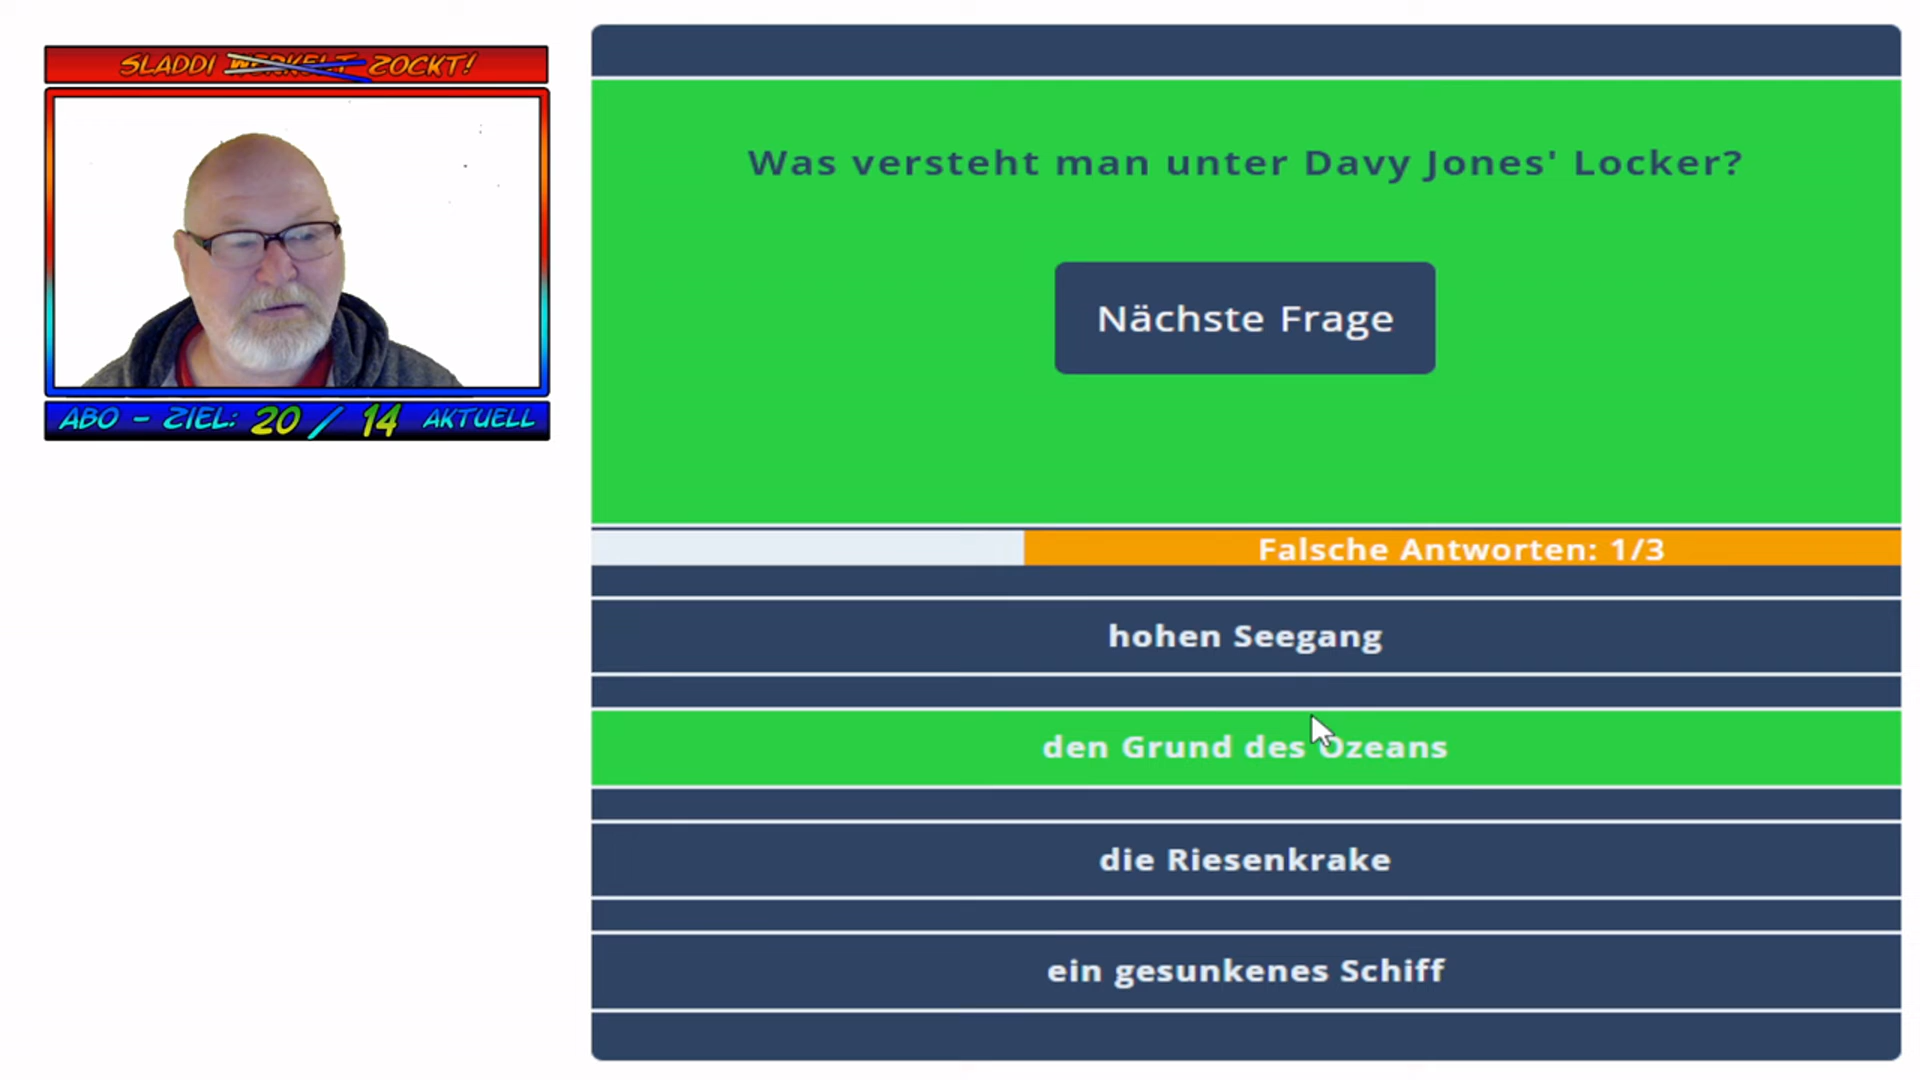 SLADDI WERKELT ZOCKT!
ABO - ZIEL: 20 / 14 AKTUELL
Was versteht man unter Davy Jones' Locker?
Nächste Frage
Falsche Antworten: 1/3
hohen Seegang
den Grund des Ozeans
die Riesenkrake
ein gesunkenes Schiff